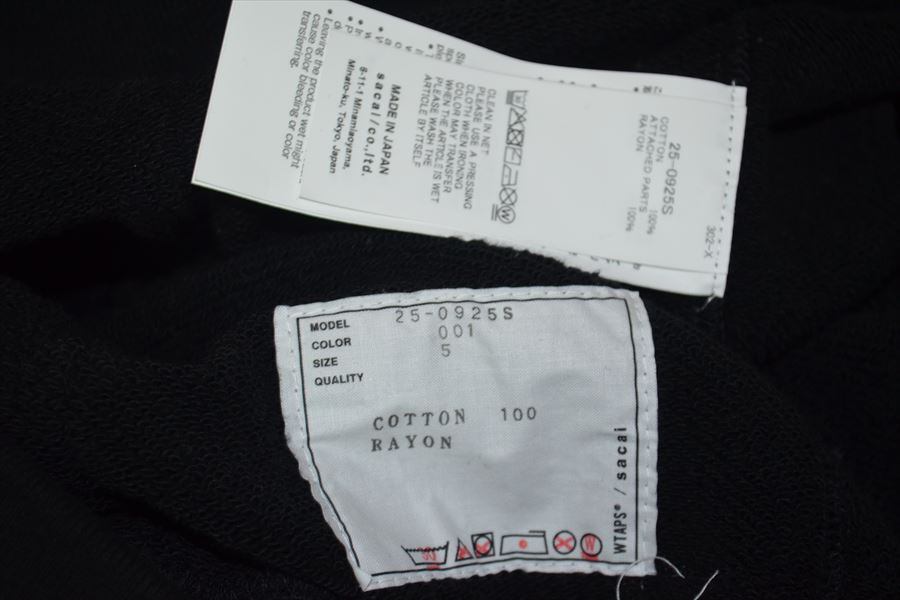 302-X
25-0925S
COTTON 100%
ATTACHED PARTS
RAYON 100%
CLEAN IN NET
PLEASE USE A PRESSING
CLOTH WHEN IRONING
COLOR MAY TRANSFER
WHEN THE ARTICLE IS WET
PLEASE WASH THE
ARTICLE BY ITSELF
MADE IN JAPAN
sacai/co.,ltd.
6-11-1 Minamiaoyama,
Minato-ku, Tokyo, Japan
• Leaving the product wet might
cause color bleeding or color
transferring.
MODEL 25-0925S
COLOR 001
SIZE 5
QUALITY
COTTON 100
RAYON
WTAPS® / sacai